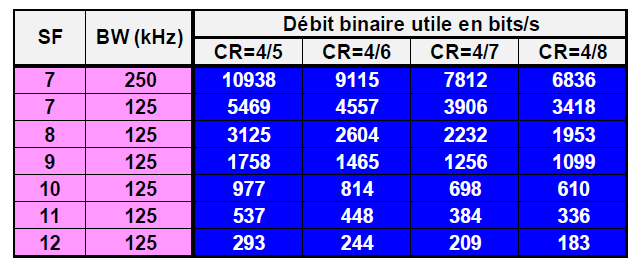 SF BW (kHz) Débit binaire utile en bits/s
CR=4/5 CR=4/6 CR=4/7 CR=4/8
7 250 10938 9115 7812 6836
7 125 5469 4557 3906 3418
8 125 3125 2604 2232 1953
9 125 1758 1465 1256 1099
10 125 977 814 698 610
11 125 537 448 384 336
12 125 293 244 209 183